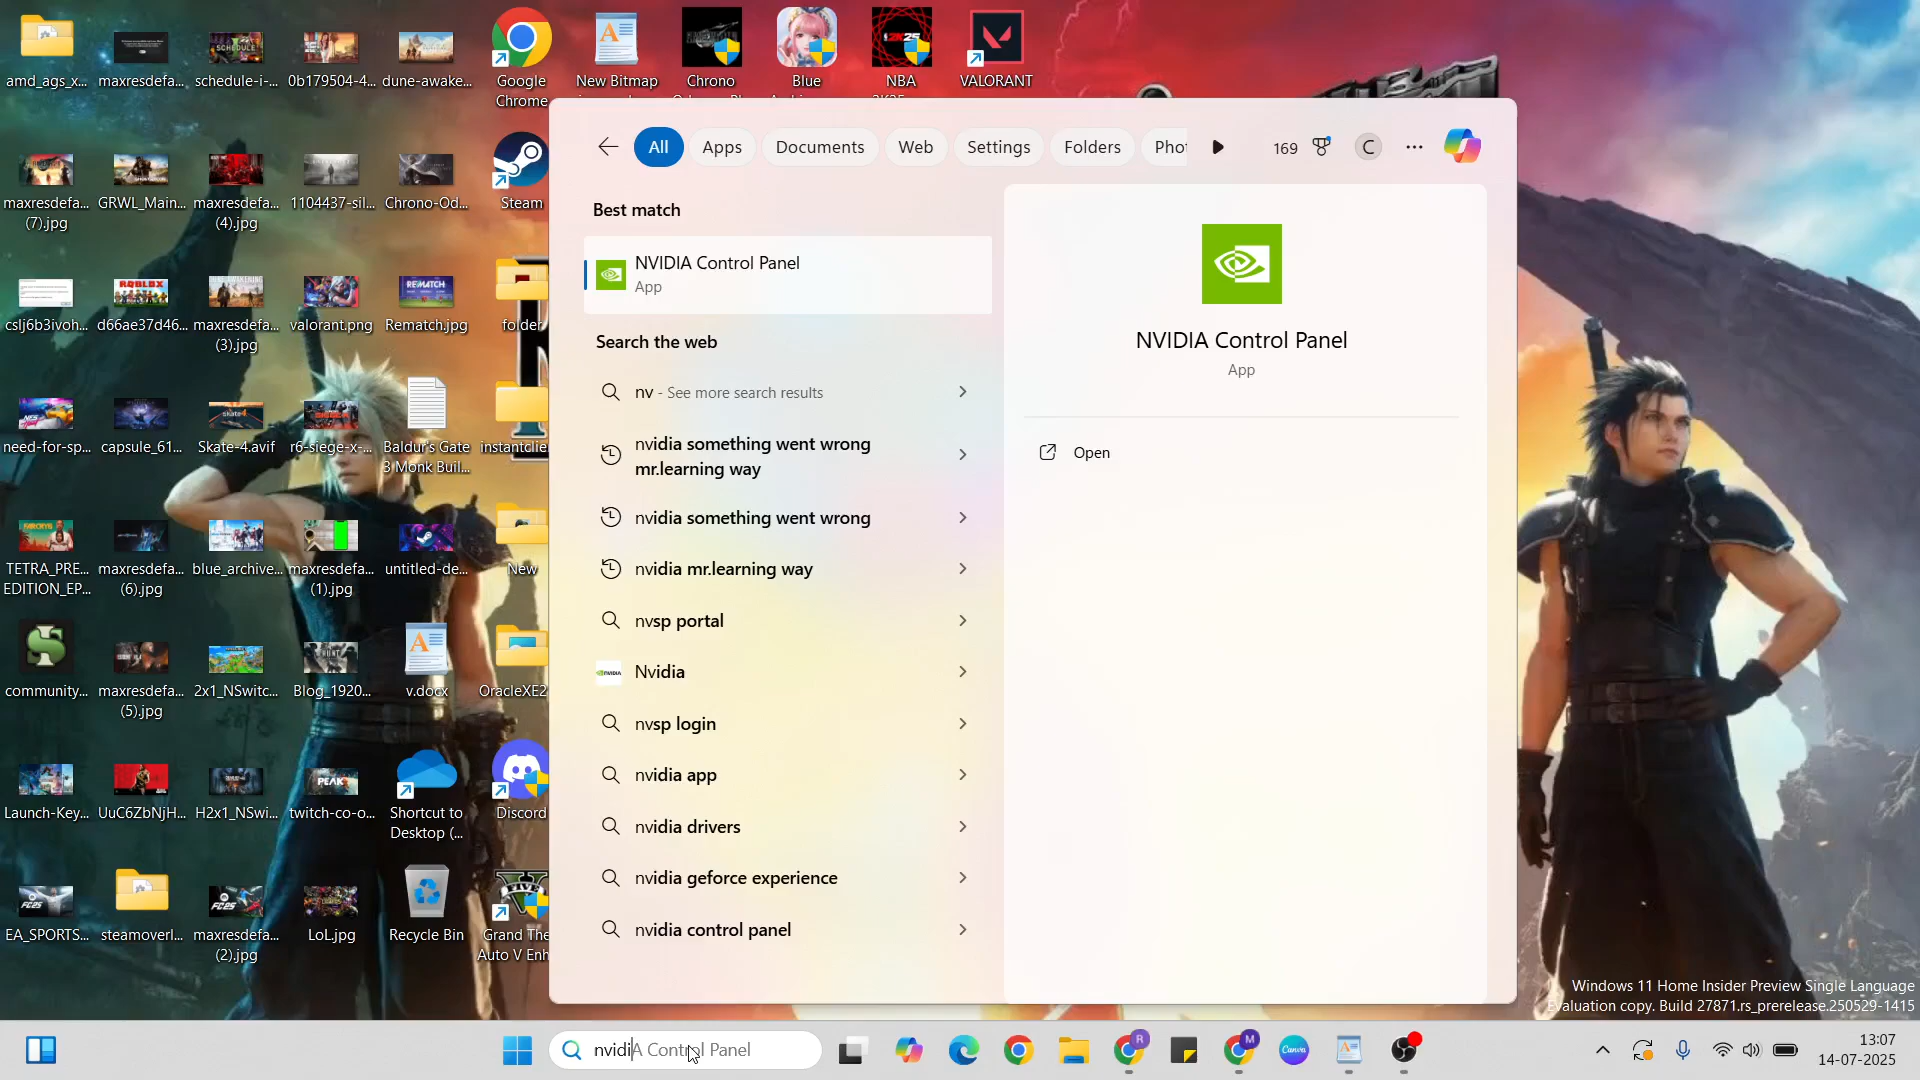 amd_ags_x...
maxresdefa...
schedule-i-...
0b179504-4...
dune-awake...
Google
Chrome
New Bitmap
Chrono
Blue
NBA
VALORANT
maxresdefa...
(7).jpg
GRWL_Main...
maxresdefa...
(4).jpg
1104437-sil...
Chrono-Od...
Steam
cslj6b3ivoh...
d66ae37d46...
maxresdefa...
(3).jpg
valorant.png
Rematch.jpg
folder
need-for-sp...
capsule_61...
Skate-4.avif
r6-siege-x-...
Baldur's Gate
3 Monk Buil...
instantclie
TETRA_PRE...
EDITION_EP...
maxresdefa...
(6).jpg
blue_archive...
maxresdefa...
(1).jpg
untitled-de...
New
community...
maxresdefa...
(5).jpg
2x1_NSwitc...
Blog_1920...
v.docx
OracleXE2
Launch-Key...
UuC6ZbNjH...
H2x1_NSwi...
twitch-co-o...
Shortcut to
Desktop (...
Discord
EA_SPORTS...
steamoverl...
maxresdefa...
(2).jpg
LoL.jpg
Recycle Bin
Grand The
Auto V Enh
All
Apps
Documents
Web
Settings
Folders
Phot
169
C
Best match
NVIDIA Control Panel
App
Search the web
nv - See more search results
nvidia something went wrong
mr.learning way
nvidia something went wrong
nvidia mr.learning way
nvsp portal
Nvidia
nvsp login
nvidia app
nvidia drivers
nvidia geforce experience
nvidia control panel
NVIDIA Control Panel
App
Open
Windows 11 Home Insider Preview Single Language
Evaluation copy. Build 27871.rs_prerelease.250529-1415
nvidiA Control Panel
R
M
Canva
13:07
14-07-2025